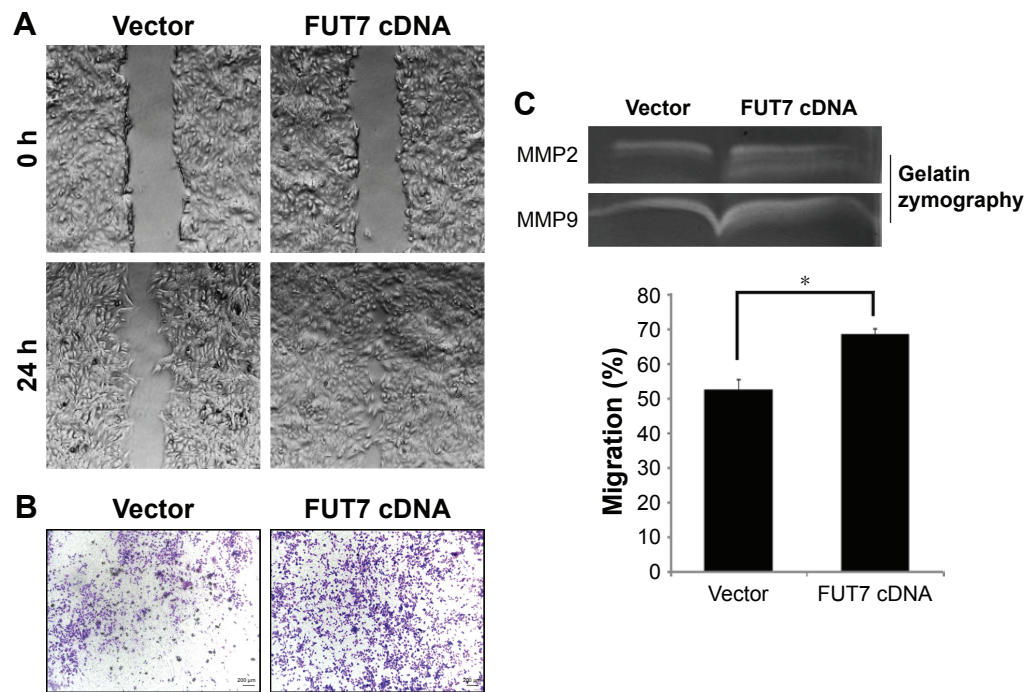 A
Vector
FUT7 cDNA
0 h
24 h
B
Vector
FUT7 cDNA
200 µm
200 µm
C
Vector
FUT7 cDNA
MMP2
MMP9
Gelatin
zymography
*
80
70
60
50
40
30
20
10
0
Migration (%)
Vector
FUT7 cDNA